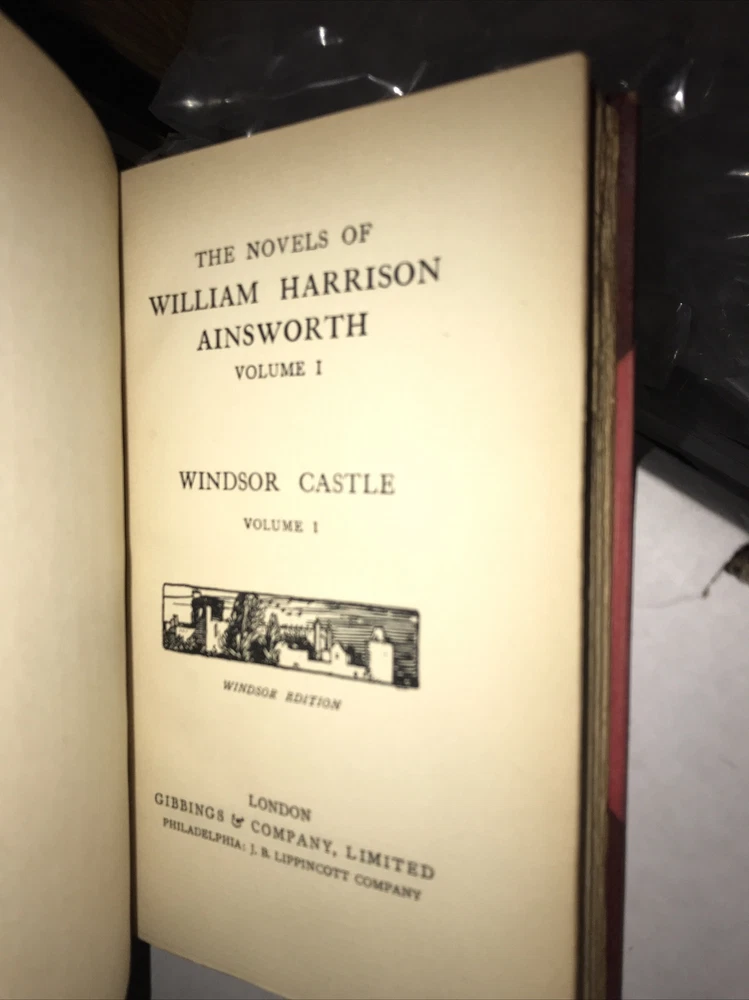 THE NOVELS OF
WILLIAM HARRISON
AINSWORTH
VOLUME I
WINDSOR CASTLE
VOLUME I
WINDSOR EDITION
LONDON
GIBBINGS & COMPANY, LIMITED
PHILADELPHIA: J. B. LIPPINCOTT COMPANY